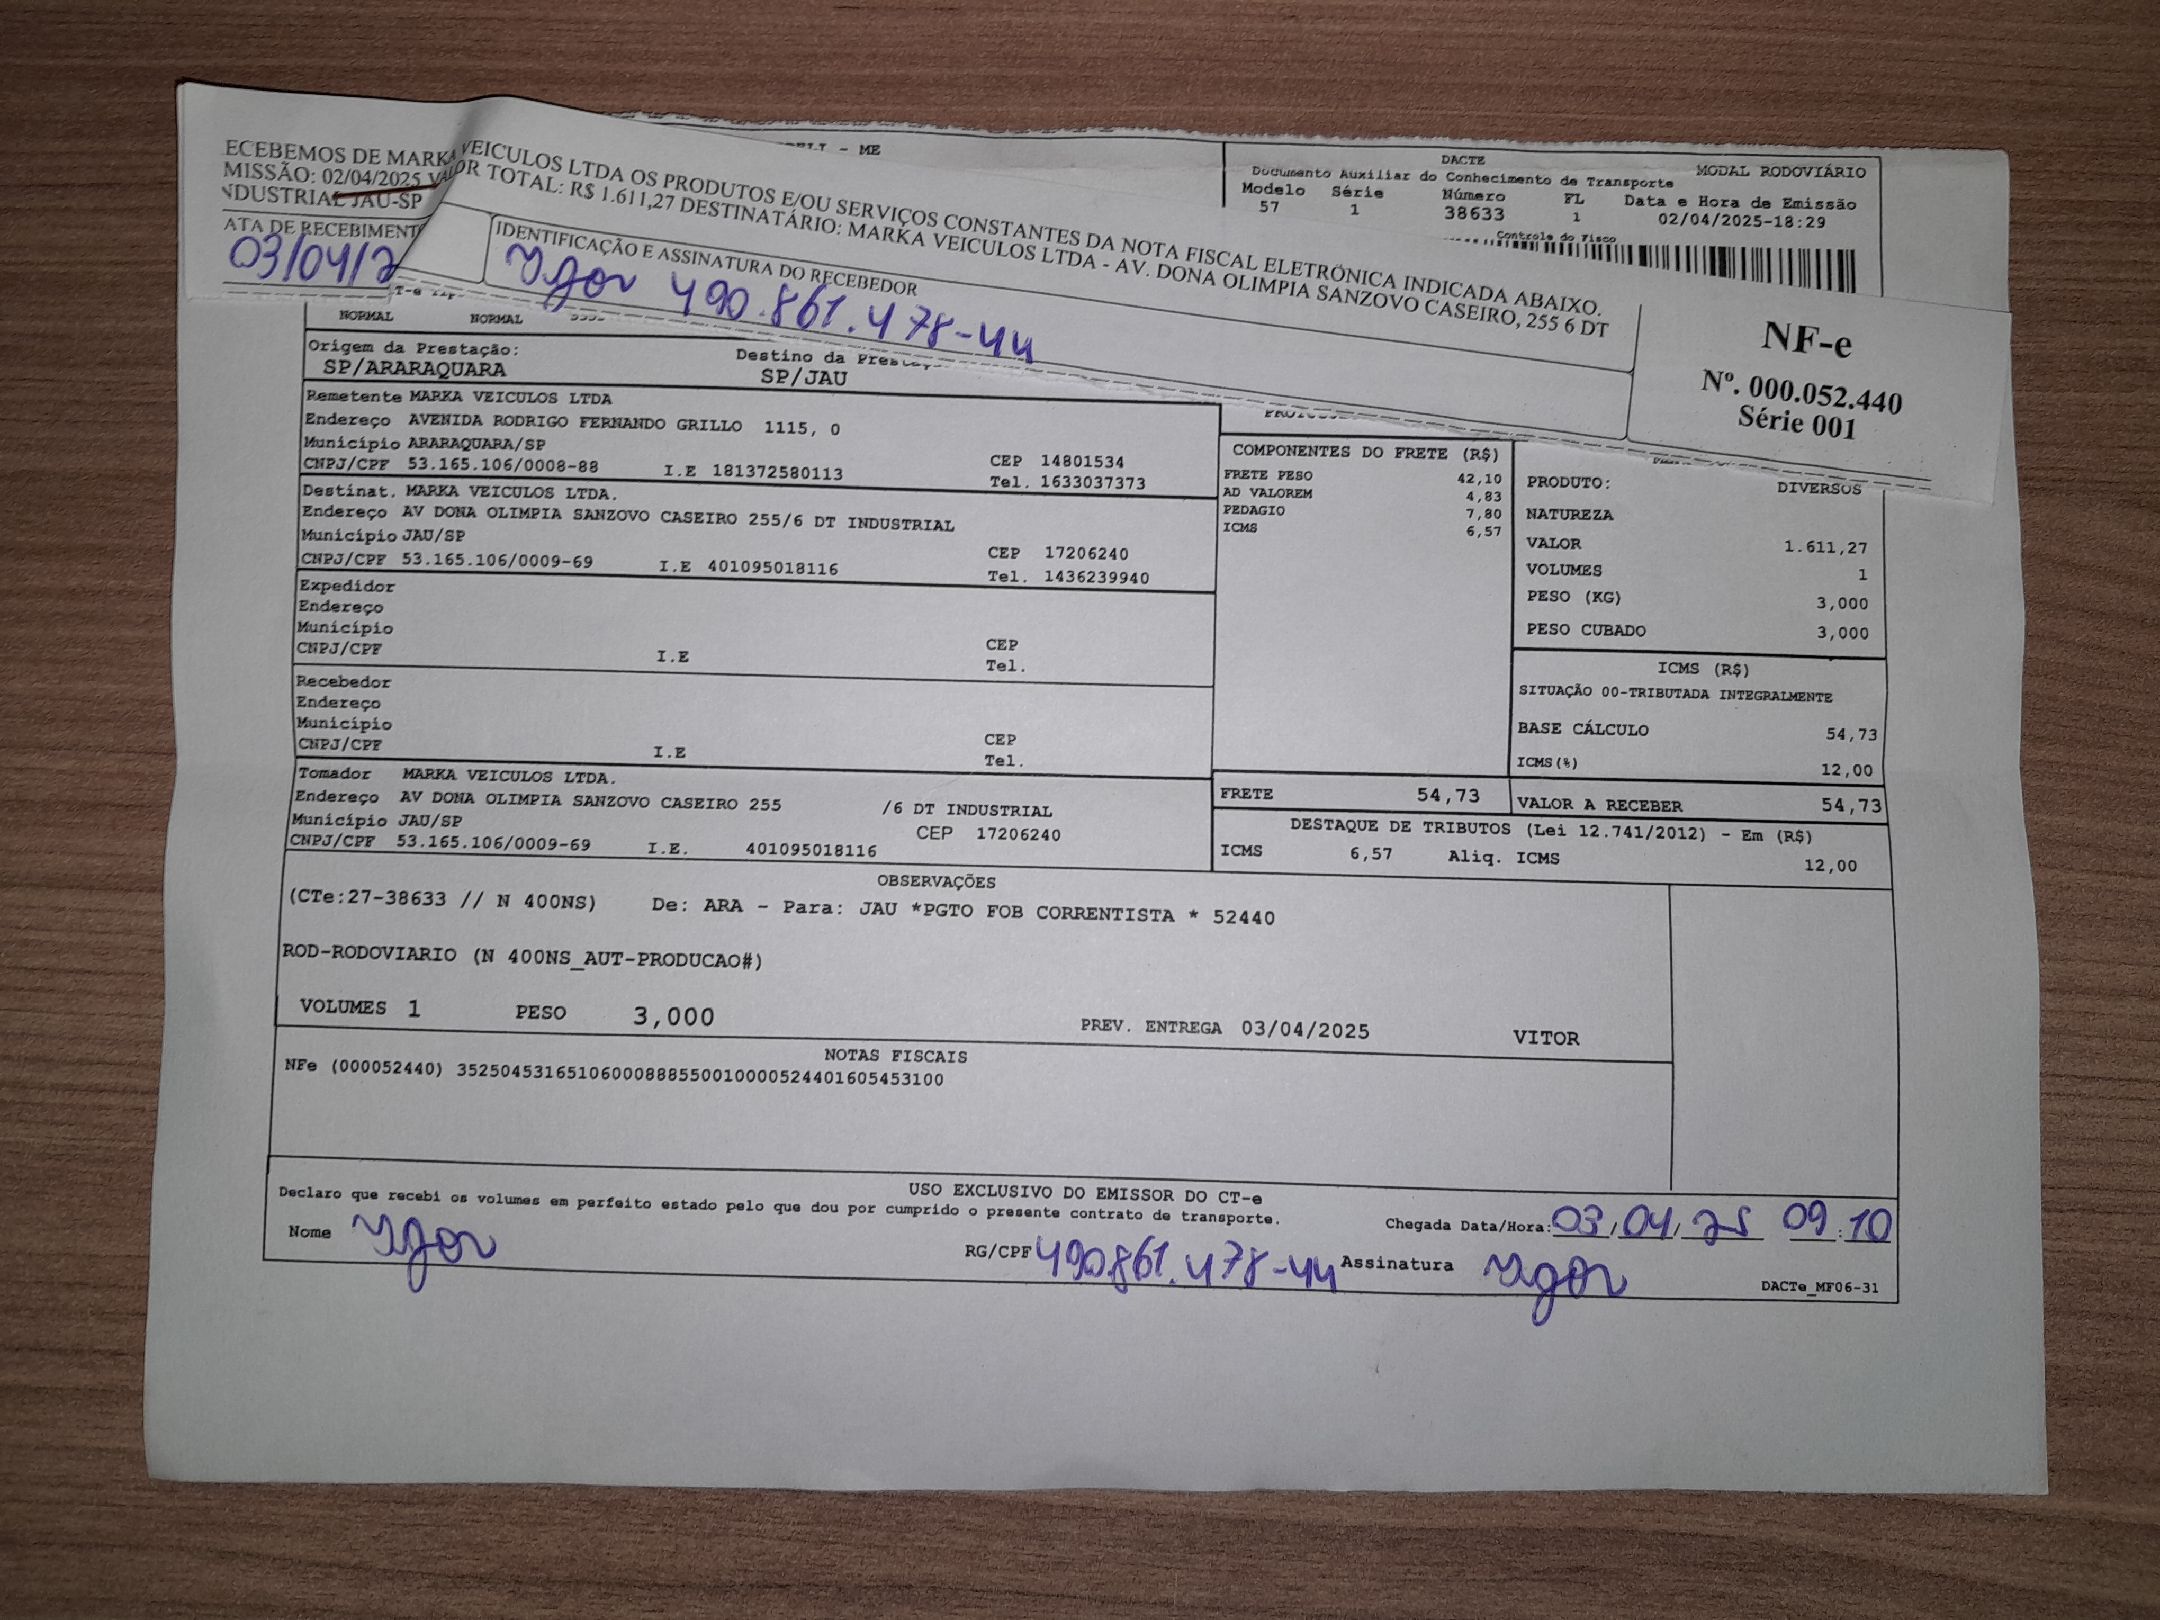 ECEBEMOS DE MARKA VEICULOS LTDA OS PRODUTOS E/OU SERVIÇOS CONSTANTES DA NOTA FISCAL ELETRÔNICA INDICADA ABAIXO.
MISSÃO: 02/04/2025 VALOR TOTAL: R$ 1.611,27 DESTINATÁRIO: MARKA VEICULOS LTDA - AV. DONA OLIMPIA SANZOVO CASEIRO, 255 6 DT
NDUSTRIAL JAU-SP
ATA DE RECEBIMENTO
03/04/2
IDENTIFICAÇÃO E ASSINATURA DO RECEBEDOR
Igor 490.861.478-44
NF-e
Nº. 000.052.440
Série 001
- ME
DACTE MODAL RODOVIÁRIO
Documento Auxiliar do Conhecimento de Transporte
Modelo Série Número FL Data e Hora de Emissão
57 1 38633 1 02/04/2025-18:29
Controle do Fisco
NORMAL NORMAL
Origem da Prestação:
SP/ARARAQUARA
Destino da
SP/JAU
Remetente MARKA VEICULOS LTDA
Endereço AVENIDA RODRIGO FERNANDO GRILLO 1115, 0
Município ARARAQUARA/SP CEP 14801534
CNPJ/CPF 53.165.106/0008-88 I.E 181372580113 Tel. 1633037373
Destinat. MARKA VEICULOS LTDA.
Endereço AV DONA OLIMPIA SANZOVO CASEIRO 255/6 DT INDUSTRIAL
Município JAU/SP CEP 17206240
CNPJ/CPF 53.165.106/0009-69 I.E 401095018116 Tel. 1436239940
Expedidor
Endereço
Município CEP
CNPJ/CPF I.E Tel.
Recebedor
Endereço
Município CEP
CNPJ/CPF I.E Tel.
Tomador MARKA VEICULOS LTDA.
Endereço AV DONA OLIMPIA SANZOVO CASEIRO 255 /6 DT INDUSTRIAL
Município JAU/SP CEP 17206240
CNPJ/CPF 53.165.106/0009-69 I.E. 401095018116
COMPONENTES DO FRETE (R$)
FRETE PESO 42,10
AD VALOREM 4,83
PEDAGIO 7,80
ICMS 6,57
PRODUTO: DIVERSOS
NATUREZA
VALOR 1.611,27
VOLUMES 1
PESO (KG) 3,000
PESO CUBADO 3,000
ICMS (R$)
SITUAÇÃO 00-TRIBUTADA INTEGRALMENTE
BASE CÁLCULO 54,73
ICMS(%) 12,00
FRETE 54,73 VALOR A RECEBER 54,73
DESTAQUE DE TRIBUTOS (Lei 12.741/2012) - Em (R$)
ICMS 6,57 Aliq. ICMS 12,00
OBSERVAÇÕES
(CTe:27-38633 // N 400NS) De: ARA - Para: JAU *PGTO FOB CORRENTISTA * 52440
ROD-RODOVIARIO (N 400NS_AUT-PRODUCAO#)
VOLUMES 1 PESO 3,000 PREV. ENTREGA 03/04/2025 VITOR
NOTAS FISCAIS
NFe (000052440) 35250453165106000888550010000524401605453100
USO EXCLUSIVO DO EMISSOR DO CT-e
Declaro que recebi os volumes em perfeito estado pelo que dou por cumprido o presente contrato de transporte.
Chegada Data/Hora: 03/04/25 09:10
Nome Igor RG/CPF 490.861.478-44 Assinatura Igor
DACTe_MF06-31